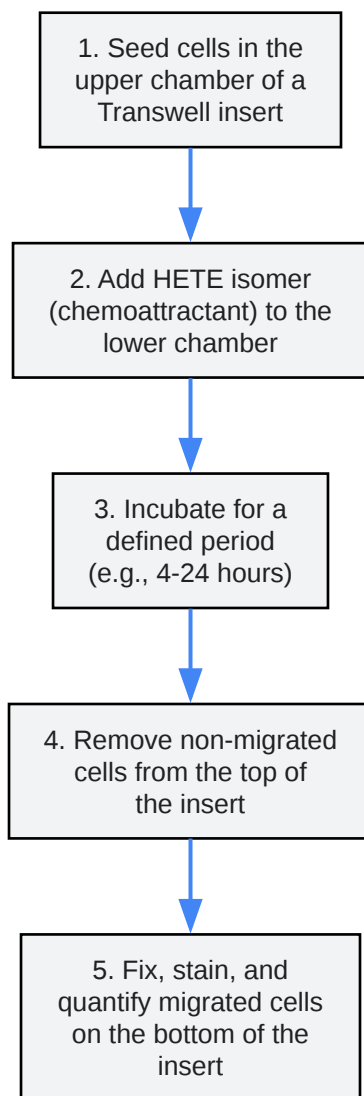 1. Seed cells in the
upper chamber of a
Transwell insert
2. Add HETE isomer
(chemoattractant) to the
lower chamber
3. Incubate for a
defined period
(e.g., 4-24 hours)
4. Remove non-migrated
cells from the top of
the insert
5. Fix, stain, and
quantify migrated cells
on the bottom of the
insert